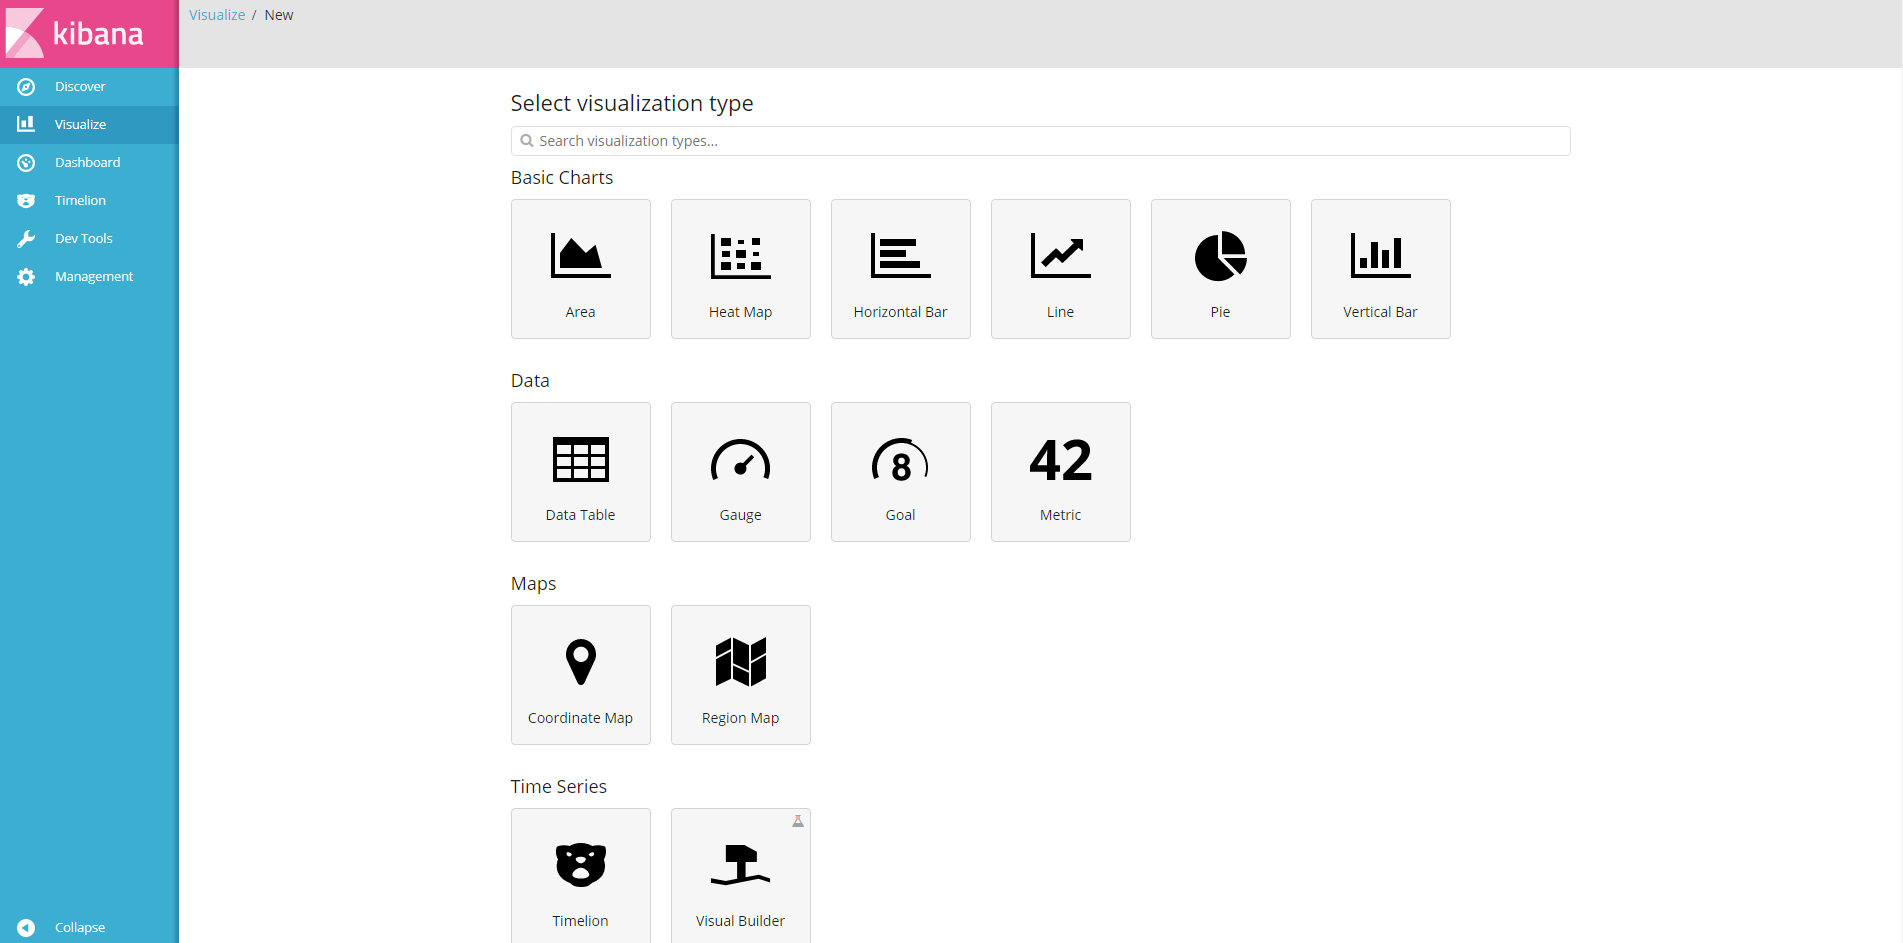 kibana
Visualize / New
Discover
Visualize
Dashboard
Timelion
Dev Tools
Management
Collapse
Select visualization type
Search visualization types...
Basic Charts
Area
Heat Map
Horizontal Bar
Line
Pie
Vertical Bar
Data
8
42
Data Table
Gauge
Goal
Metric
Maps
Coordinate Map
Region Map
Time Series
Timelion
Visual Builder